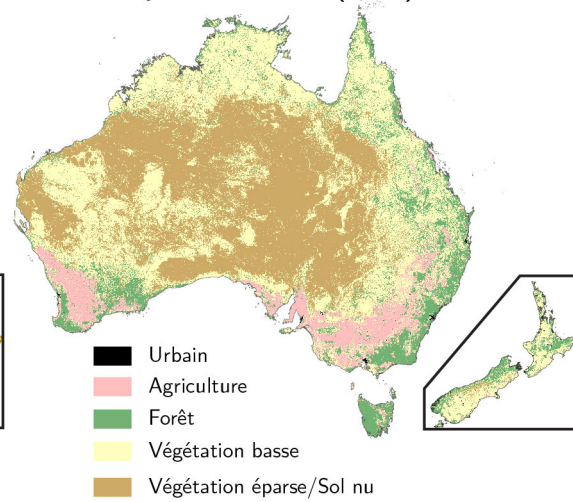 Urbain
Agriculture
Forêt
Végétation basse
Végétation éparse/Sol nu